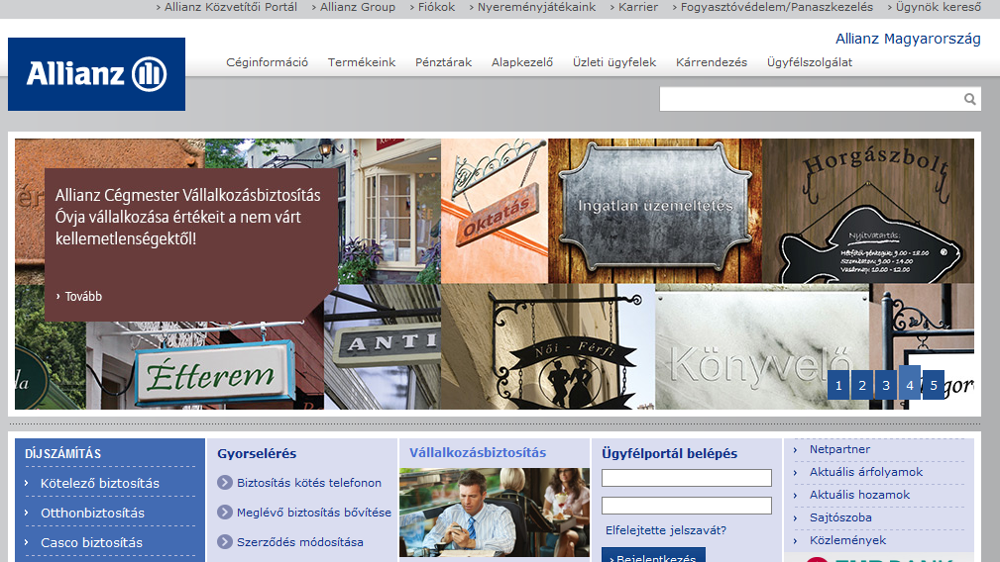 › Allianz Közvetítői Portál › Allianz Group › Fiókok › Nyereményjátékaink › Karrier › Fogyasztóvédelem/Panaszkezelés › Ügynök kereső
Allianz Magyarország
Allianz
Céginformáció Termékeink Pénztárak Alapkezelő Üzleti ügyfelek Kárrendezés Ügyfélszolgálat
Allianz Cégmester Vállalkozásbiztosítás
Óvja vállalkozása értékeit a nem várt
kellemetlenségektől!
› Tovább
Oktatás
Ingatlan üzemeltetés
Horgászbolt
Nyitvatartás:
Hétfőtől-péntekig: 9.00 - 18.00
Szombaton: 9.00 - 14.00
Vasárnap: 10.00 - 12.00
Étterem
ANTI
Női - Férfi
Könyvelő
1 2 3 4 5
DÍJSZÁMÍTÁS
› Kötelező biztosítás
› Otthonbiztosítás
› Casco biztosítás
Gyorselérés
Biztosítás kötés telefonon
Meglévő biztosítás bővítése
Szerződés módosítása
Vállalkozásbiztosítás
Ügyfélportál belépés
Elfelejtette jelszavát?
› Bejelentkezés
› Netpartner
› Aktuális árfolyamok
› Aktuális hozamok
› Sajtószoba
› Közlemények